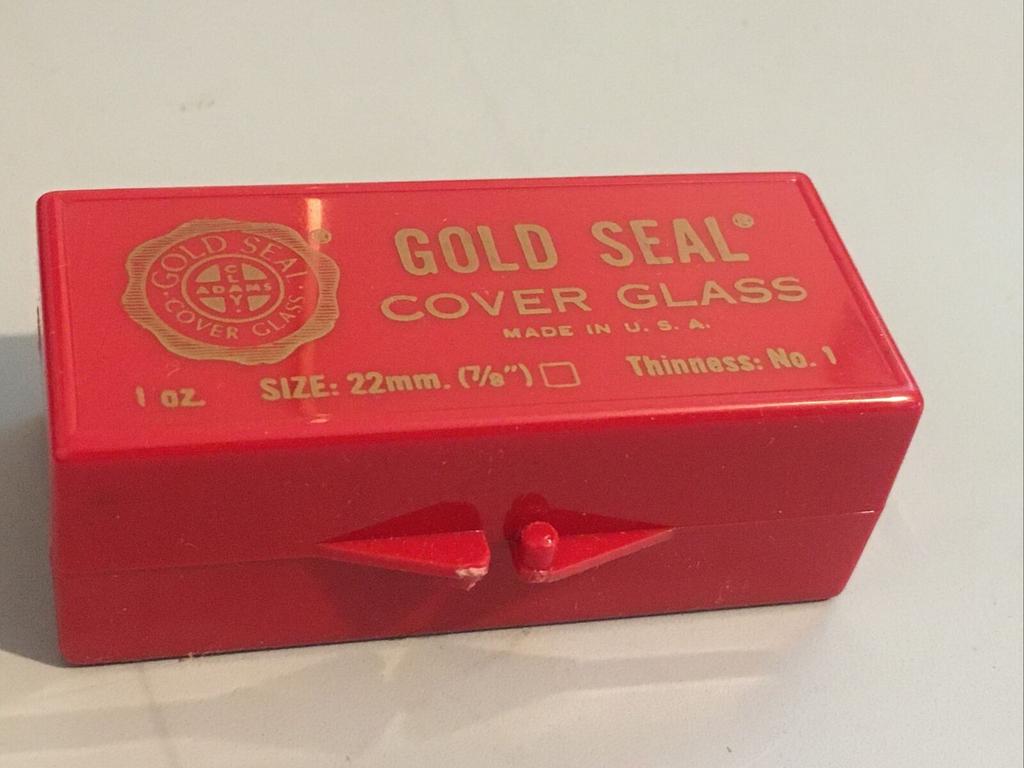 GOLD SEAL
CLAY
ADAMS
COVER GLASS
®
GOLD SEAL®
COVER GLASS
MADE IN U. S. A.
1 oz. SIZE: 22mm. (7/8") □ Thinness: No. 1